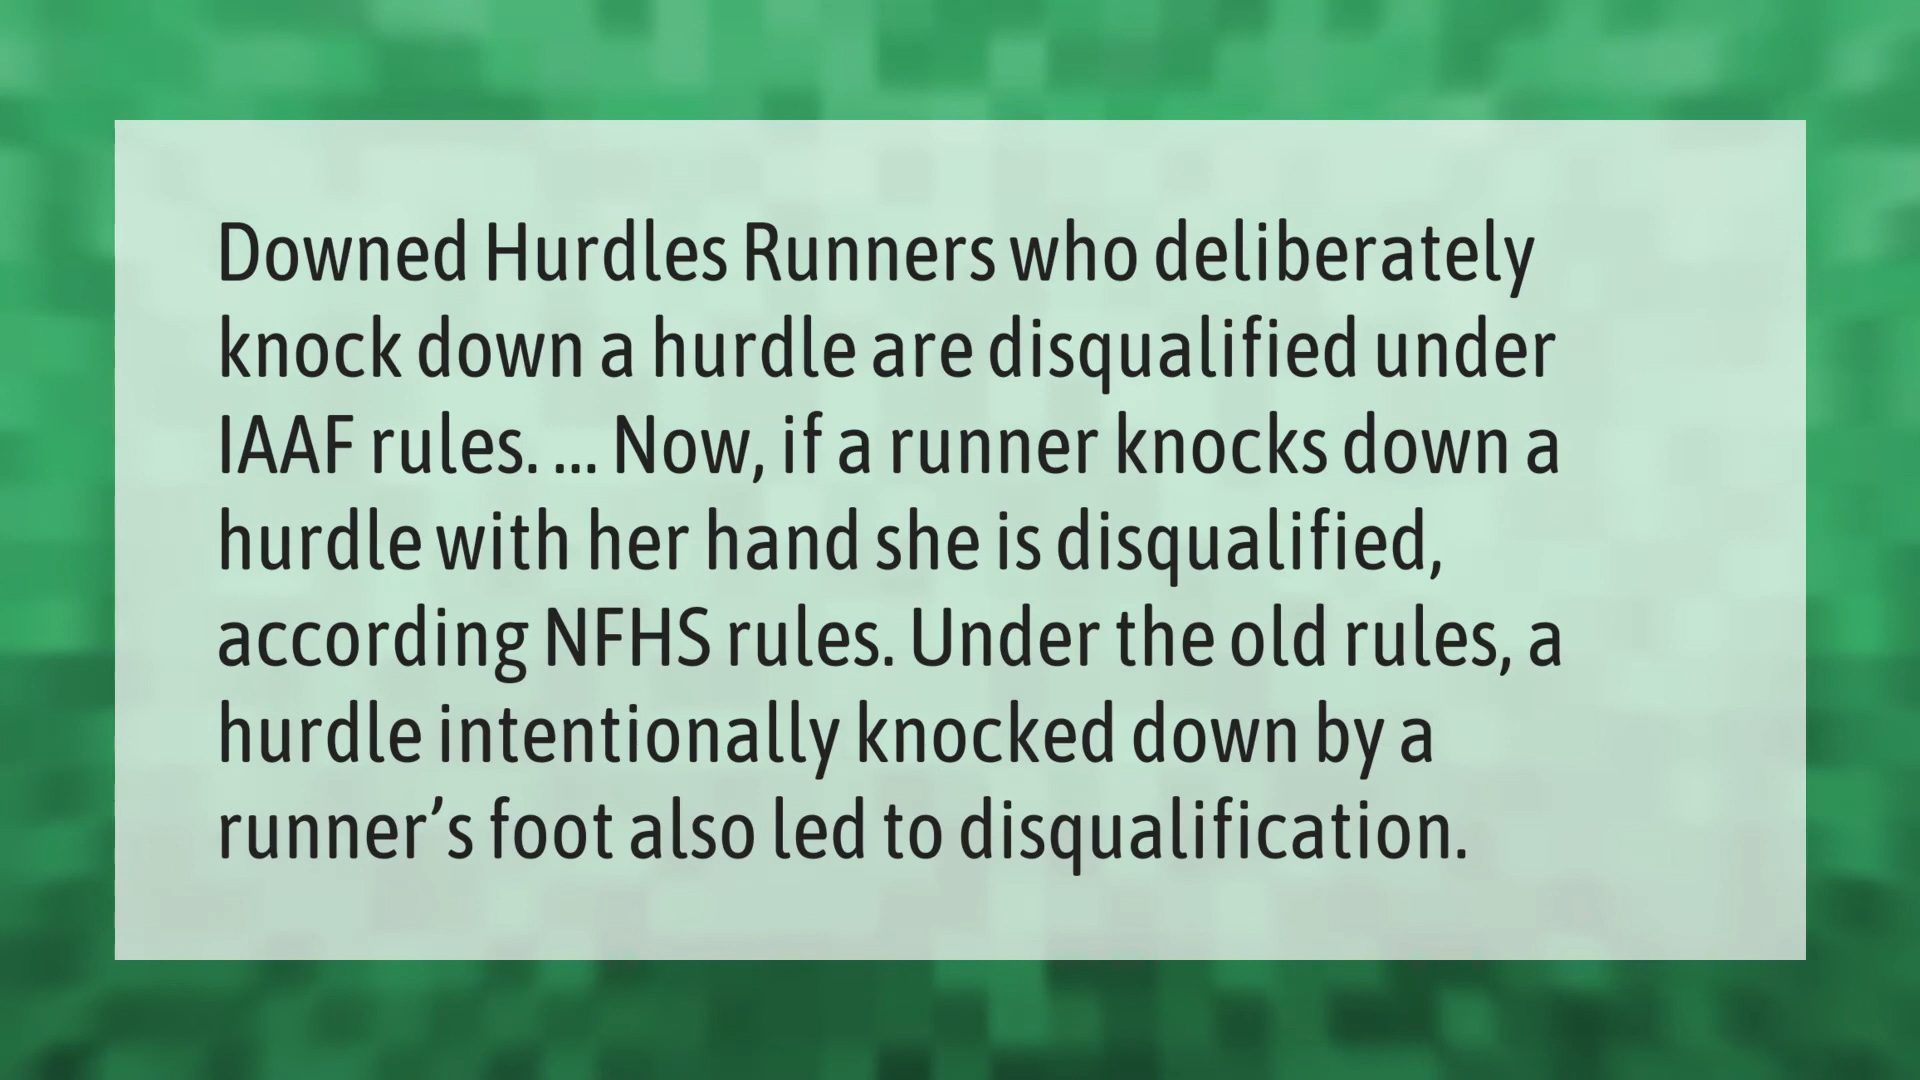 Downed Hurdles Runners who deliberately
knock down a hurdle are disqualified under
IAAF rules. ... Now, if a runner knocks down a
hurdle with her hand she is disqualified,
according NFHS rules. Under the old rules, a
hurdle intentionally knocked down by a
runner’s foot also led to disqualification.